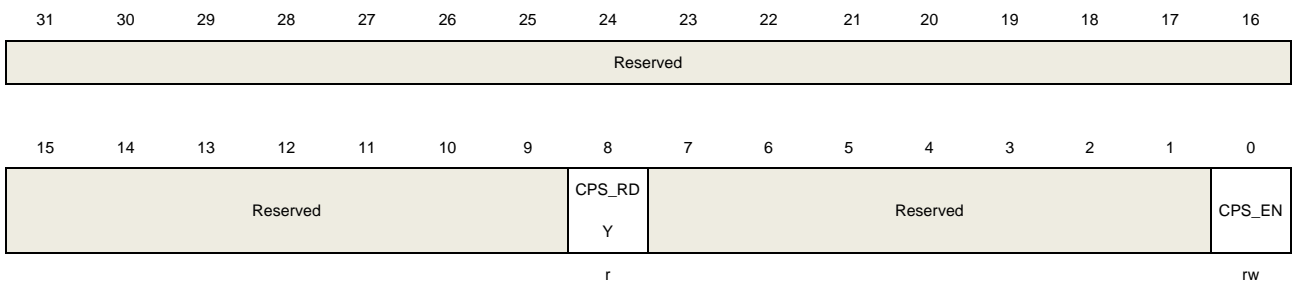 31 30 29 28 27 26 25 24 23 22 21 20 19 18 17 16
Reserved
15 14 13 12 11 10 9 8 7 6 5 4 3 2 1 0
Reserved CPS_RD Reserved CPS_EN
Y
r rw